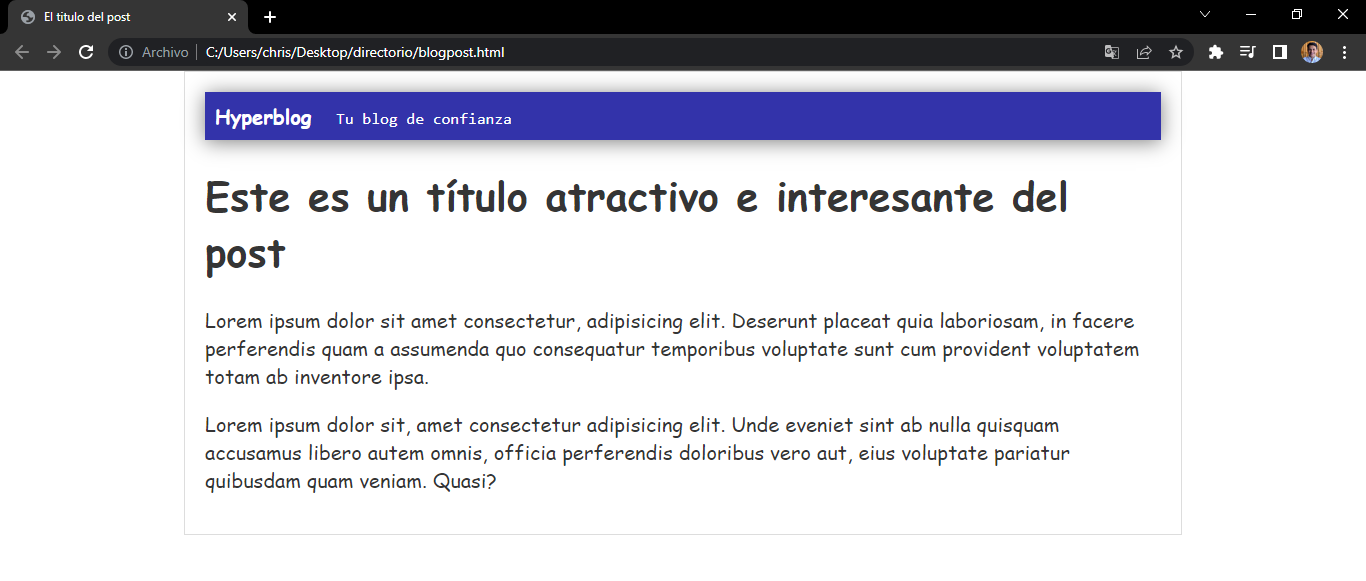 El titulo del post
Archivo C:/Users/chris/Desktop/directorio/blogpost.html
Hyperblog Tu blog de confianza
Este es un título atractivo e interesante del
post
Lorem ipsum dolor sit amet consectetur, adipisicing elit. Deserunt placeat quia laboriosam, in facere
perferendis quam a assumenda quo consequatur temporibus voluptate sunt cum provident voluptatem
totam ab inventore ipsa.
Lorem ipsum dolor sit, amet consectetur adipisicing elit. Unde eveniet sint ab nulla quisquam
accusamus libero autem omnis, officia perferendis doloribus vero aut, eius voluptate pariatur
quibusdam quam veniam. Quasi?